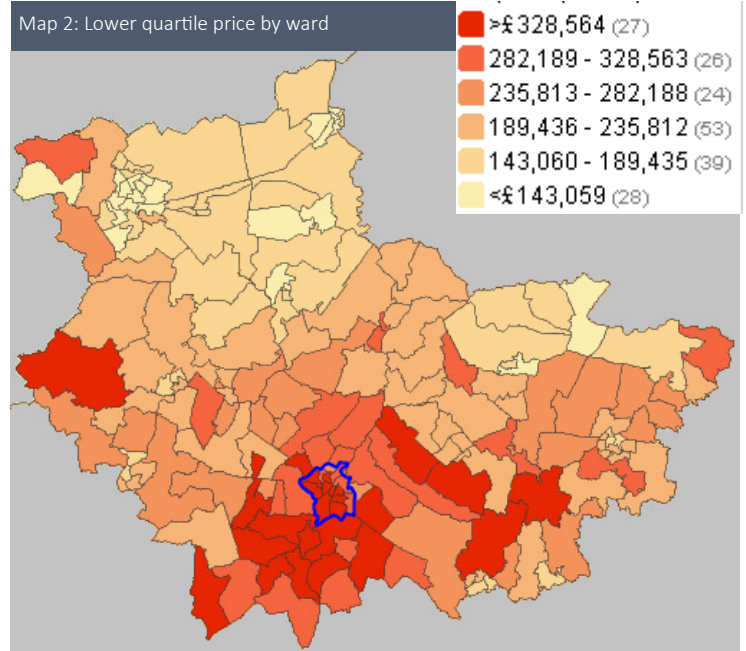 Map 2: Lower quartile price by ward
>£328,564 (27)
282,189 - 328,563 (26)
235,813 - 282,188 (24)
189,436 - 235,812 (53)
143,060 - 189,435 (39)
<£143,059 (28)